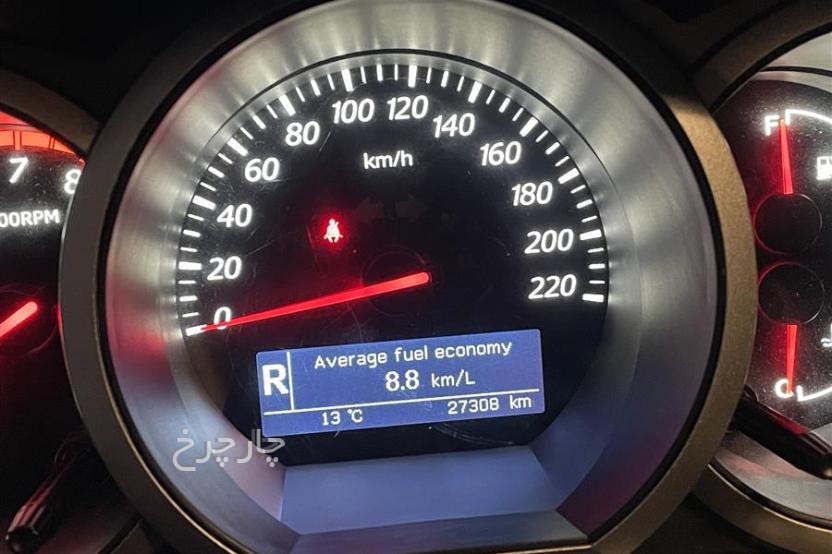 7 8
00RPM
0 20 40 60 80 100 120 140 160 180 200 220
km/h
R
Average fuel economy
8.8 km/L
13 °C 27308 km
F
C
چارچرخ